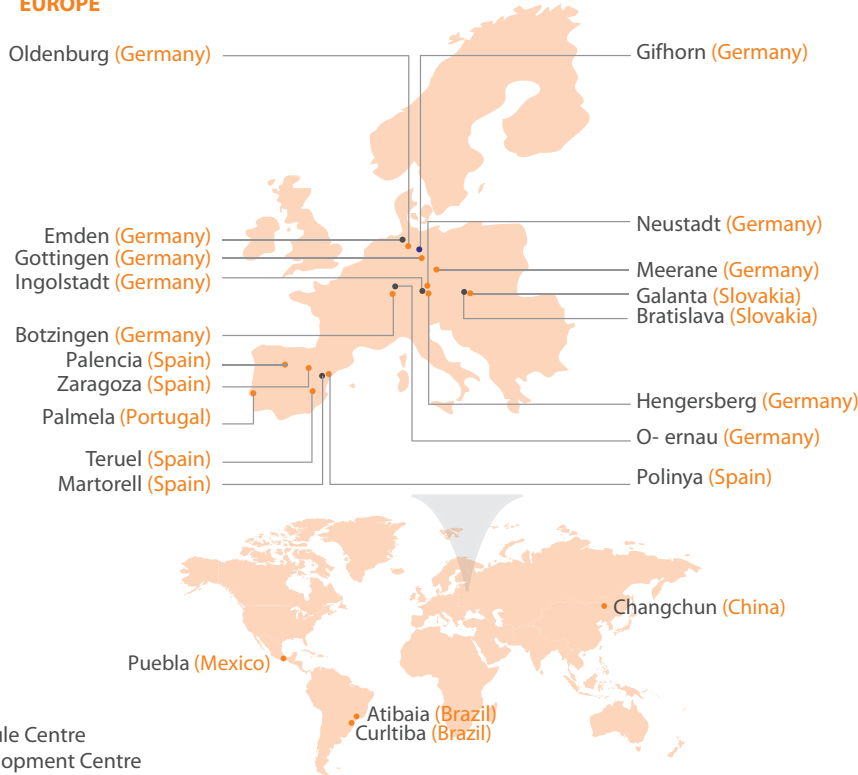 EUROPE
Oldenburg (Germany)
Gifhorn (Germany)
Emden (Germany)
Gottingen (Germany)
Ingolstadt (Germany)
Neustadt (Germany)
Meerane (Germany)
Galanta (Slovakia)
Bratislava (Slovakia)
Botzingen (Germany)
Palencia (Spain)
Zaragoza (Spain)
Palmela (Portugal)
Teruel (Spain)
Martorell (Spain)
Hengersberg (Germany)
O- ernau (Germany)
Polinya (Spain)
Changchun (China)
Puebla (Mexico)
Atibaia (Brazil)
Curltiba (Brazil)
Centre
Centre